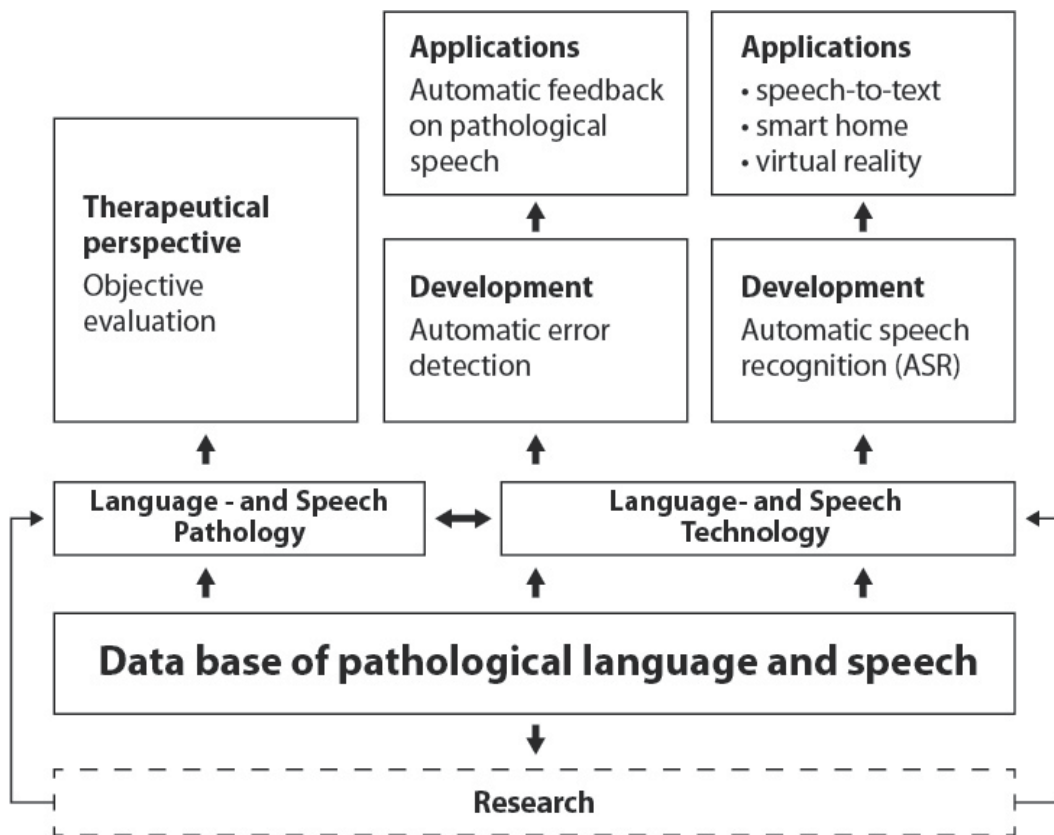 Applications
Automatic feedback
on pathological
speech
Applications
• speech-to-text
• smart home
• virtual reality
Therapeutical
perspective
Objective
evaluation
Development
Automatic error
detection
Development
Automatic speech
recognition (ASR)
Language - and Speech
Pathology
Language- and Speech
Technology
Data base of pathological language and speech
Research